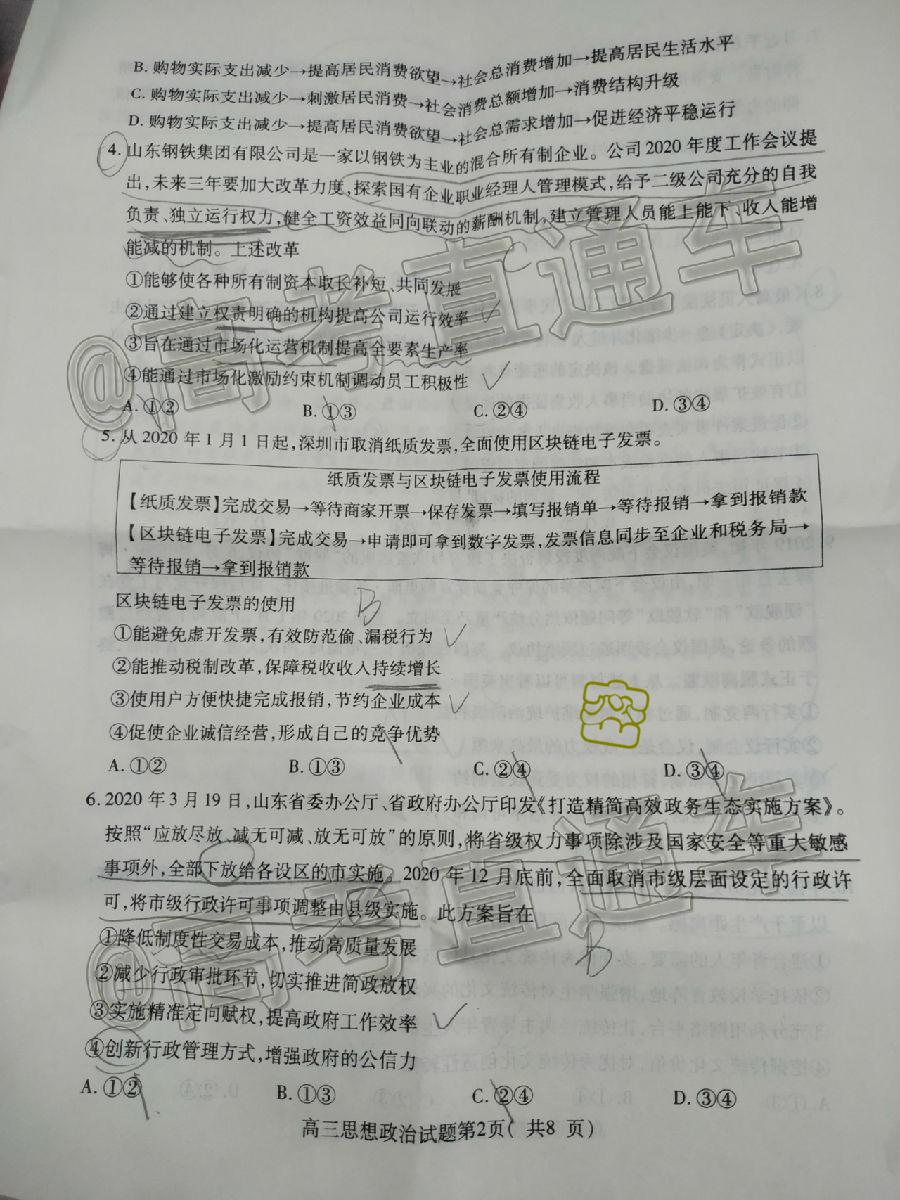 B. 购物实际支出减少→提高居民消费欲望→社会总消费增加→提高居民生活水平
C. 购物实际支出减少→刺激居民消费→社会消费总额增加→消费结构升级
D. 购物实际支出减少→提高居民消费欲望→社会总需求增加→促进经济平稳运行
4. 山东钢铁集团有限公司是一家以钢铁为主业的混合所有制企业。公司2020年度工作会议提
出，未来三年要加大改革力度，探索国有企业职业经理人管理模式，给予二级公司充分的自我
负责、独立运行权力，健全工资效益同向联动的薪酬机制，建立管理人员能上能下、收入能增
能减的机制。上述改革
①能够使各种所有制资本取长补短、共同发展
②通过建立权责明确的机构提高公司运行效率
③旨在通过市场化运营机制提高全要素生产率
④能通过市场化激励约束机制调动员工积极性
A. ①② B. ①③ C. ②④ D. ③④
5. 从2020年1月1日起，深圳市取消纸质发票，全面使用区块链电子发票。
纸质发票与区块链电子发票使用流程
【纸质发票】完成交易→等待商家开票→保存发票→填写报销单→等待报销→拿到报销款
【区块链电子发票】完成交易→申请即可拿到数字发票，发票信息同步至企业和税务局→
等待报销→拿到报销款
区块链电子发票的使用 B
①能避免虚开发票，有效防范偷、漏税行为
②能推动税制改革，保障税收收入持续增长
③使用户方便快捷完成报销，节约企业成本
④促使企业诚信经营，形成自己的竞争优势
A. ①② B. ①③ C. ②④ D. ③④
6. 2020年3月19日，山东省委办公厅、省政府办公厅印发《打造精简高效政务生态实施方案》。
按照“应放尽放、减无可减、放无可放”的原则，将省级权力事项除涉及国家安全等重大敏感
事项外，全部下放给各设区的市实施。2020年12月底前，全面取消市级层面设定的行政许
可，将市级行政许可事项调整由县级实施。此方案旨在
B
①降低制度性交易成本，推动高质量发展
②减少行政审批环节，切实推进简政放权
③实施精准定向赋权，提高政府工作效率
④创新行政管理方式，增强政府的公信力
A. ①② B. ①③ C. ②④ D. ③④
高三思想政治试题第2页（ 共8 页）
@高考直通车
@高考直通车